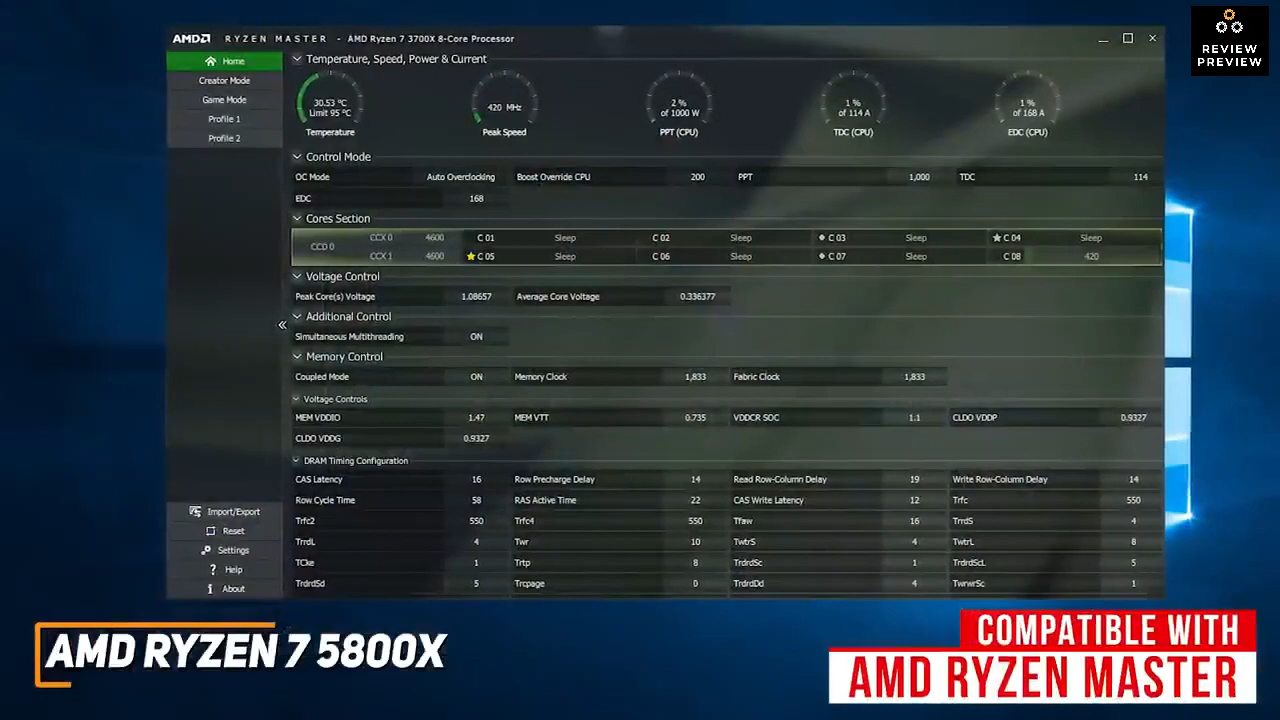 REVIEW
PREVIEW
AMD RYZEN MASTER - AMD Ryzen 7 3700X 8-Core Processor
Home
Creator Mode
Game Mode
Profile 1
Profile 2
Temperature, Speed, Power & Current
30.53 °C
Limit 95 °C
Temperature
420 MHz
Peak Speed
2 %
of 1000 W
PPT (CPU)
1 %
of 114 A
TDC (CPU)
1 %
of 168 A
EDC (CPU)
Control Mode
OC Mode Auto Overclocking Boost Override CPU 200 PPT 1,000 TDC 114
EDC 168
Cores Section
CCD 0
CCX 0 4600 C 01 Sleep C 02 Sleep C 03 Sleep C 04 Sleep
CCX 1 4600 C 05 Sleep C 06 Sleep C 07 Sleep C 08 420
Voltage Control
Peak Core(s) Voltage 1.08657 Average Core Voltage 0.336377
Additional Control
Simultaneous Multithreading ON
Memory Control
Coupled Mode ON Memory Clock 1,833 Fabric Clock 1,833
Voltage Controls
MEM VDDIO 1.47 MEM VTT 0.735 VDDCR SOC 1.1 CLDO VDDP 0.9327
CLDO VDDG 0.9327
DRAM Timing Configuration
CAS Latency 16 Row Precharge Delay 14 Read Row-Column Delay 19 Write Row-Column Delay 14
Row Cycle Time 58 RAS Active Time 22 CAS Write Latency 12 Trfc 550
Trfc2 550 Trfc4 550 Tfaw 16 TrrdS 4
TrrdL 4 Twr 10 TwtrS 4 TwtrL 8
TCke 1 Trtp 8 TrdrdSc 1 TrdrdScL 5
TrdrdSd 5 Trcpage 0 TrdrdDd 4 TwrwrSc 1
Import/Export
Reset
Settings
Help
About
AMD RYZEN 7 5800X
COMPATIBLE WITH
AMD RYZEN MASTER